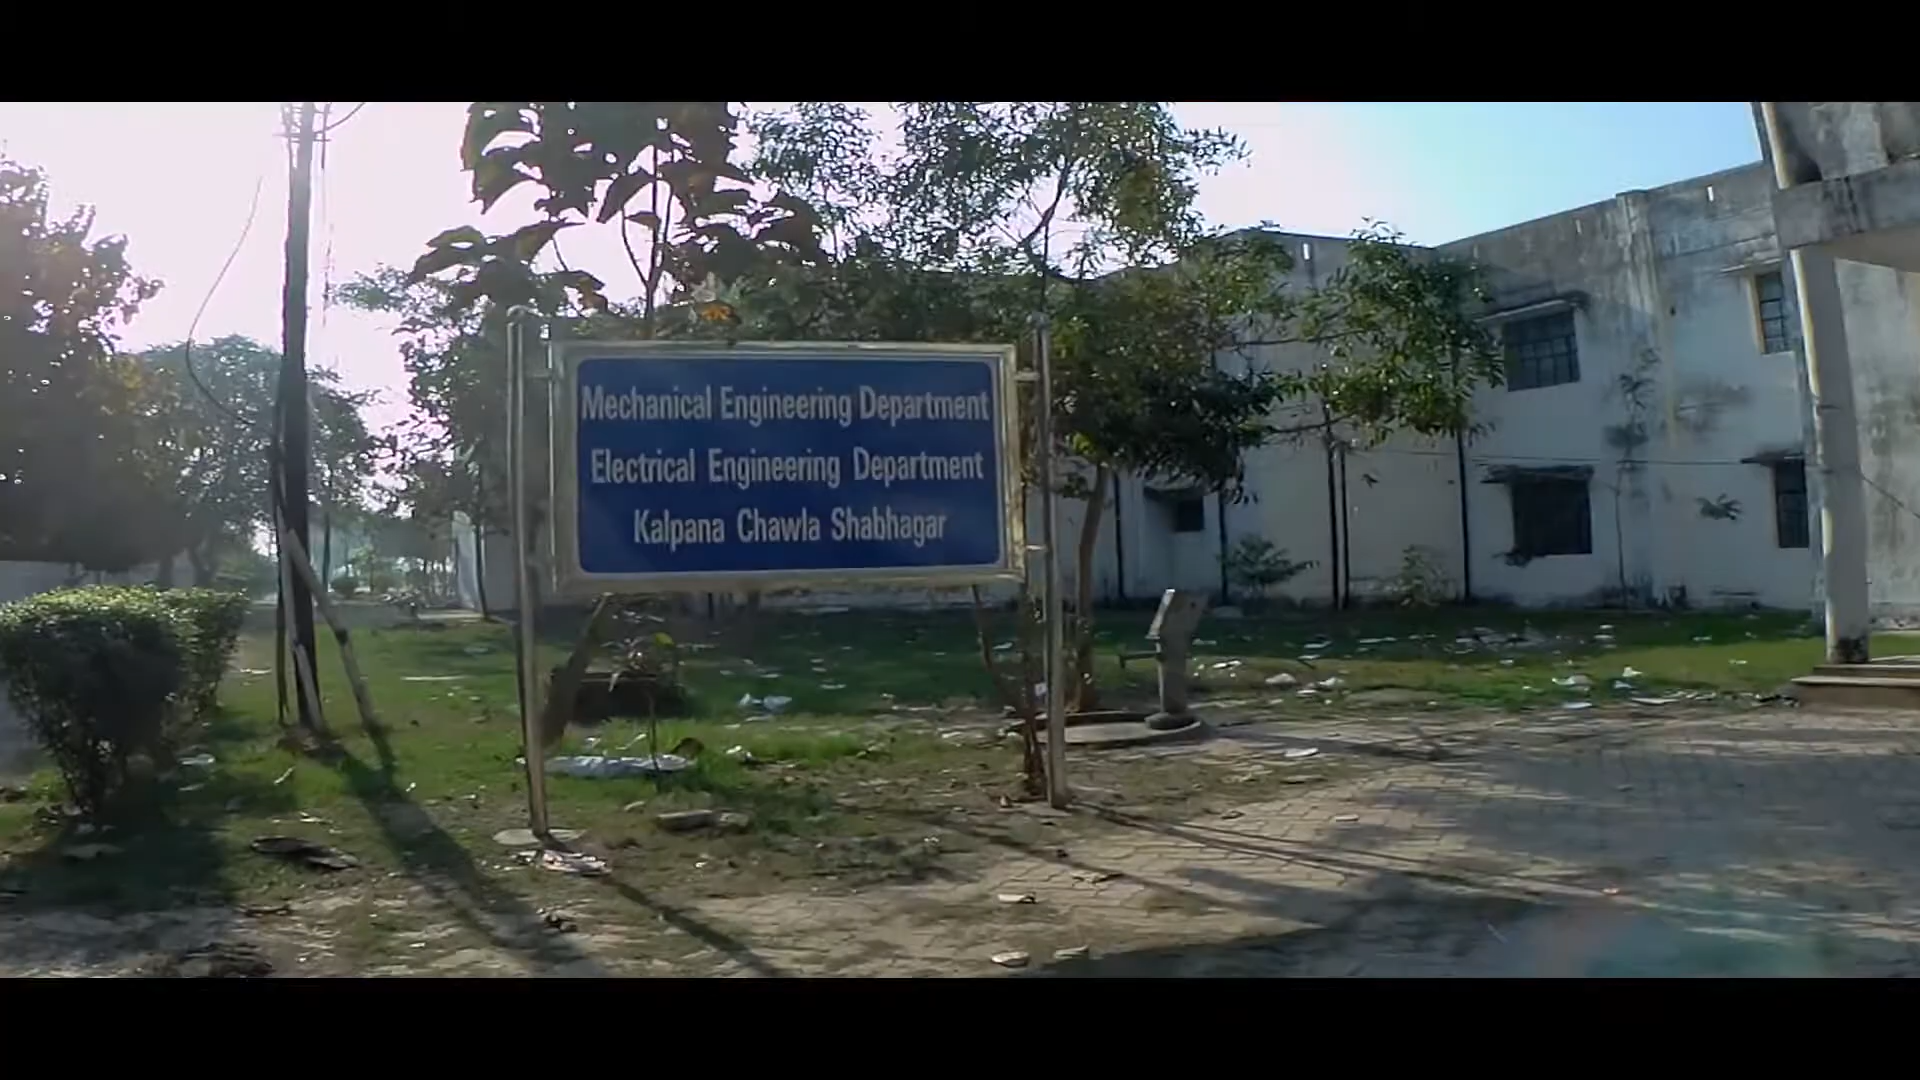 Mechanical Engineering Department
Electrical Engineering Department
Kalpana Chawla Shabhagar